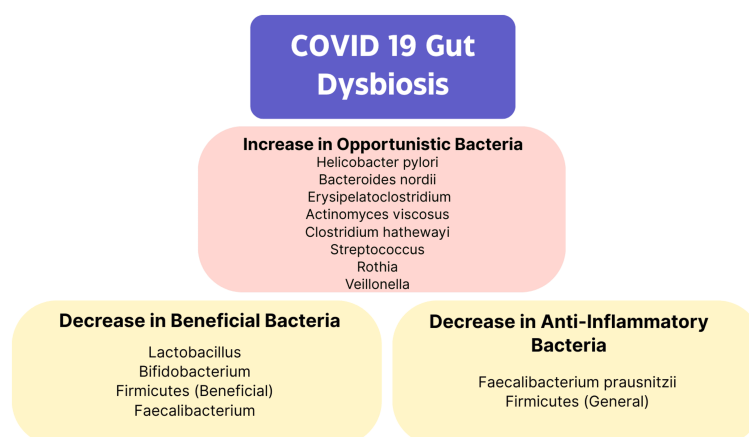 COVID 19 Gut
Dysbiosis
Increase in Opportunistic Bacteria
Helicobacter pylori
Bacteroides nordii
Erysipelatoclostridium
Actinomyces viscosus
Clostridium hathewayi
Streptococcus
Rothia
Veillonella
Decrease in Beneficial Bacteria
Lactobacillus
Bifidobacterium
Firmicutes (Beneficial)
Faecalibacterium
Decrease in Anti-Inflammatory
Bacteria
Faecalibacterium prausnitzii
Firmicutes (General)